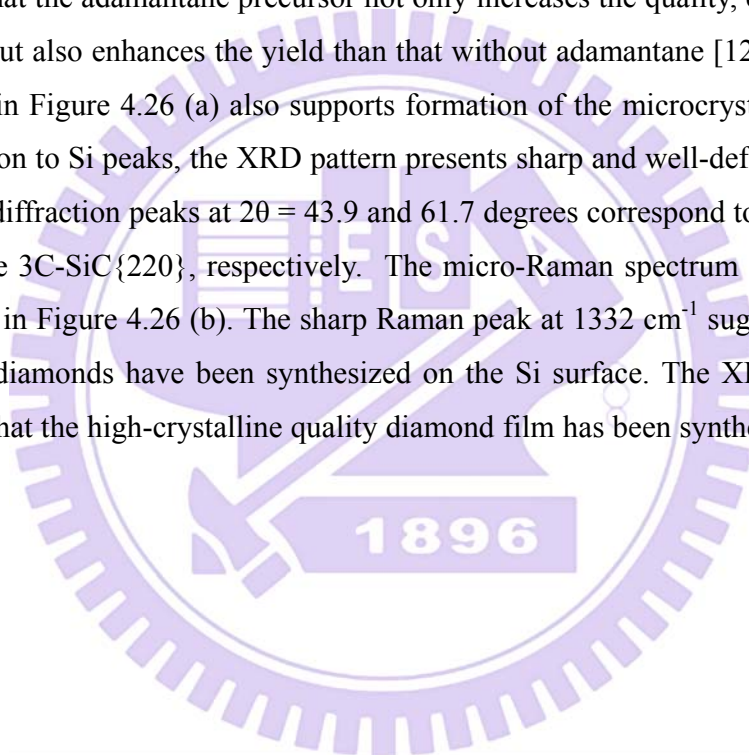 hat the adamantane precursor not only increases the quality,
ut also enhances the yield than that without adamantane [12
in Figure 4.26 (a) also supports formation of the microcryst
on to Si peaks, the XRD pattern presents sharp and well-def
diffraction peaks at 2θ = 43.9 and 61.7 degrees correspond to
e 3C-SiC{220}, respectively. The micro-Raman spectrum
in Figure 4.26 (b). The sharp Raman peak at 1332 cm⁻¹ sug
diamonds have been synthesized on the Si surface. The X
hat the high-crystalline quality diamond film has been synthe
ESA
1896